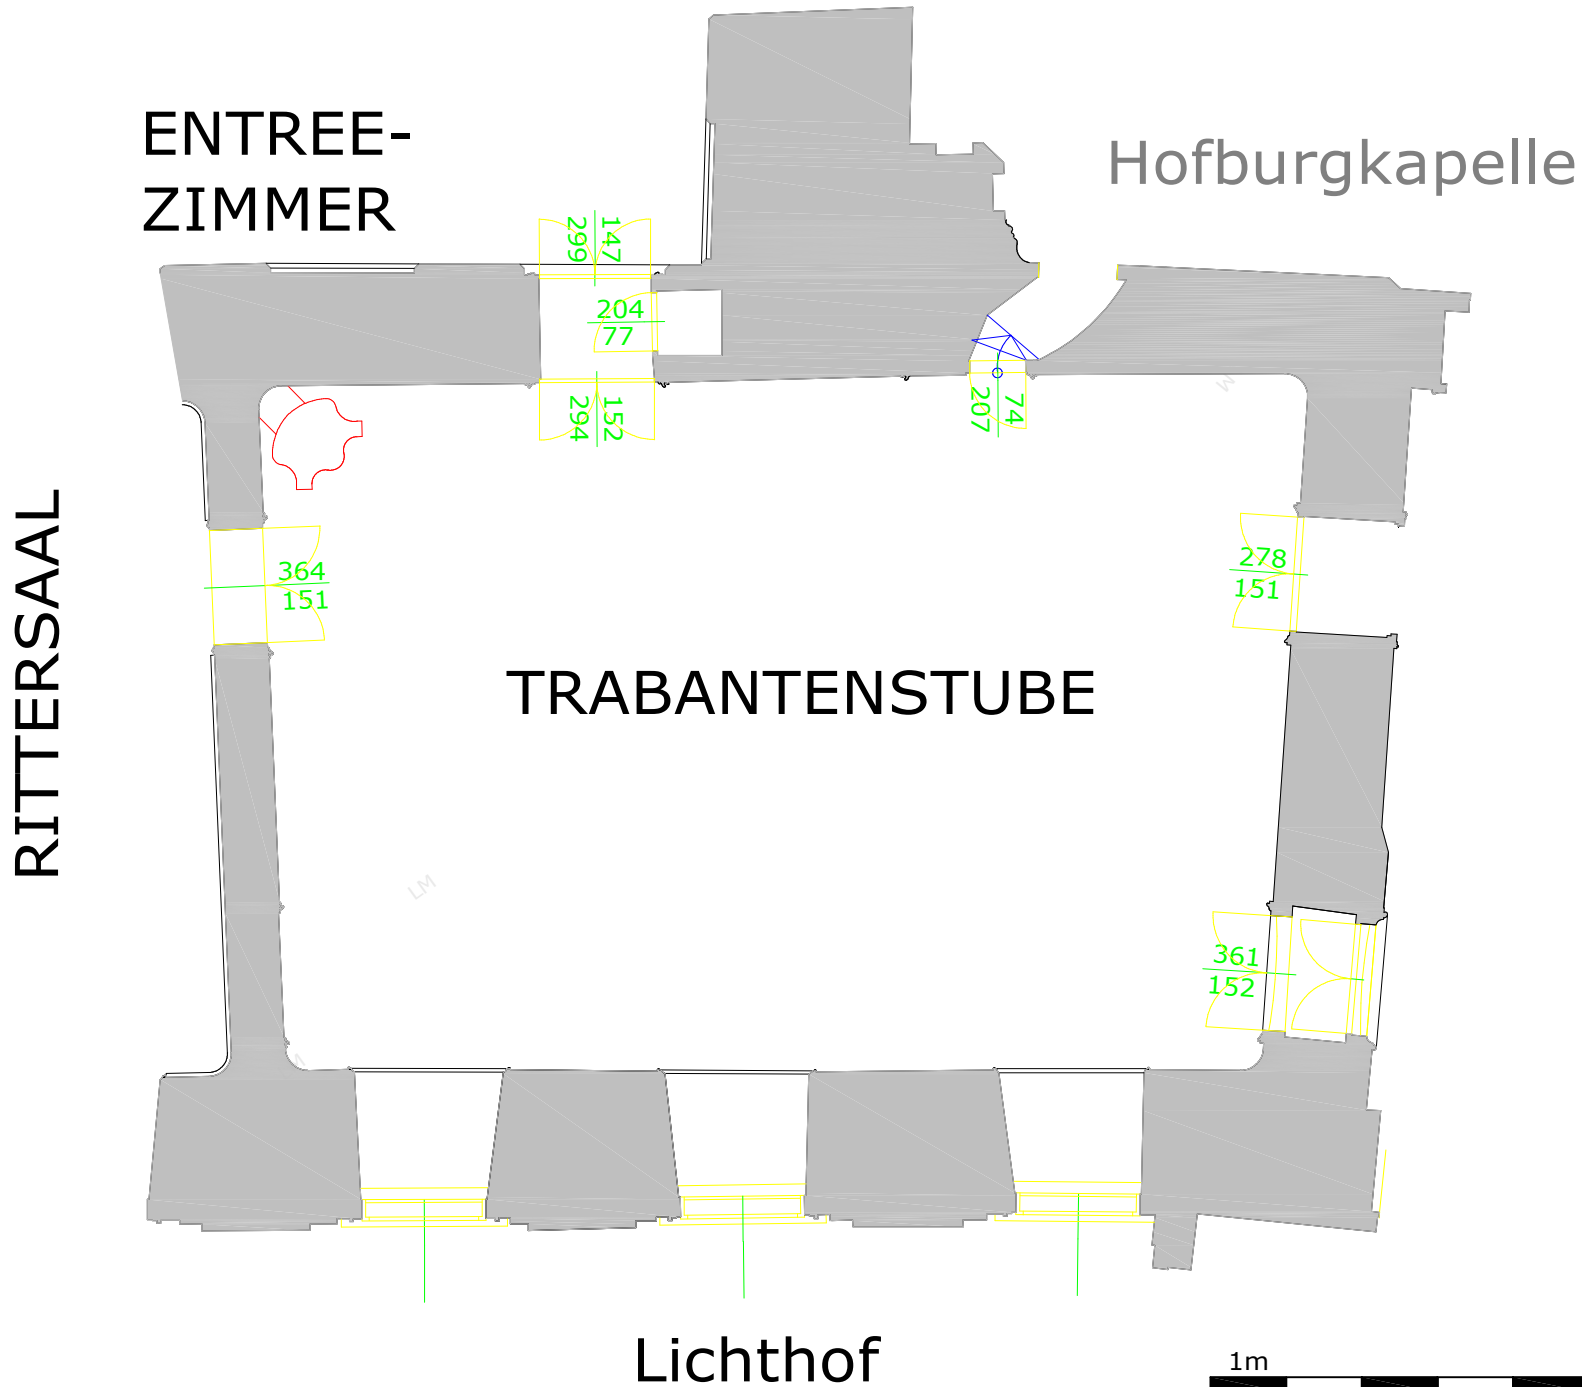 ENTREE-
ZIMMER
Hofburgkapelle
147
299
204
77
152
294
74
207
W
RITTERSAAL
364
151
278
151
TRABANTENSTUBE
LM
361
152
M
Lichthof
1m